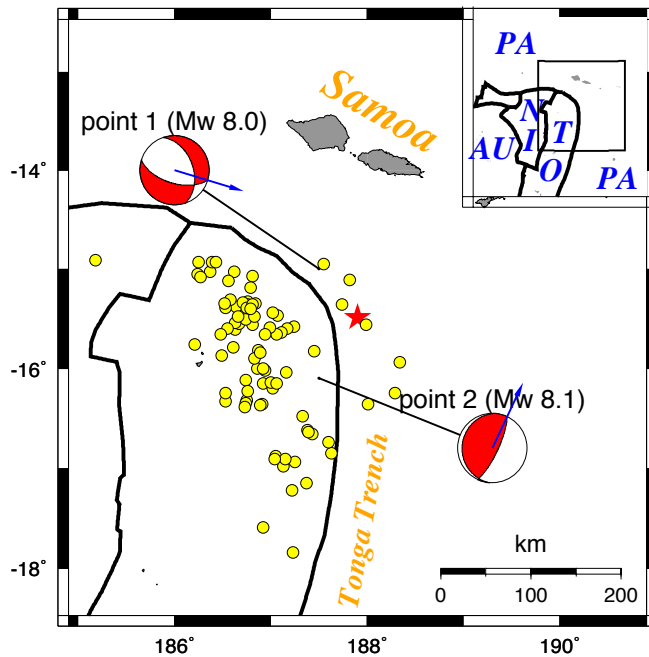 PA
N
T
AU
I
O
PA
Samoa
point 1 (Mw 8.0)
-14˚
-16˚
-18˚
point 2 (Mw 8.1)
Tonga Trench
km
0
100
200
186˚
188˚
190˚